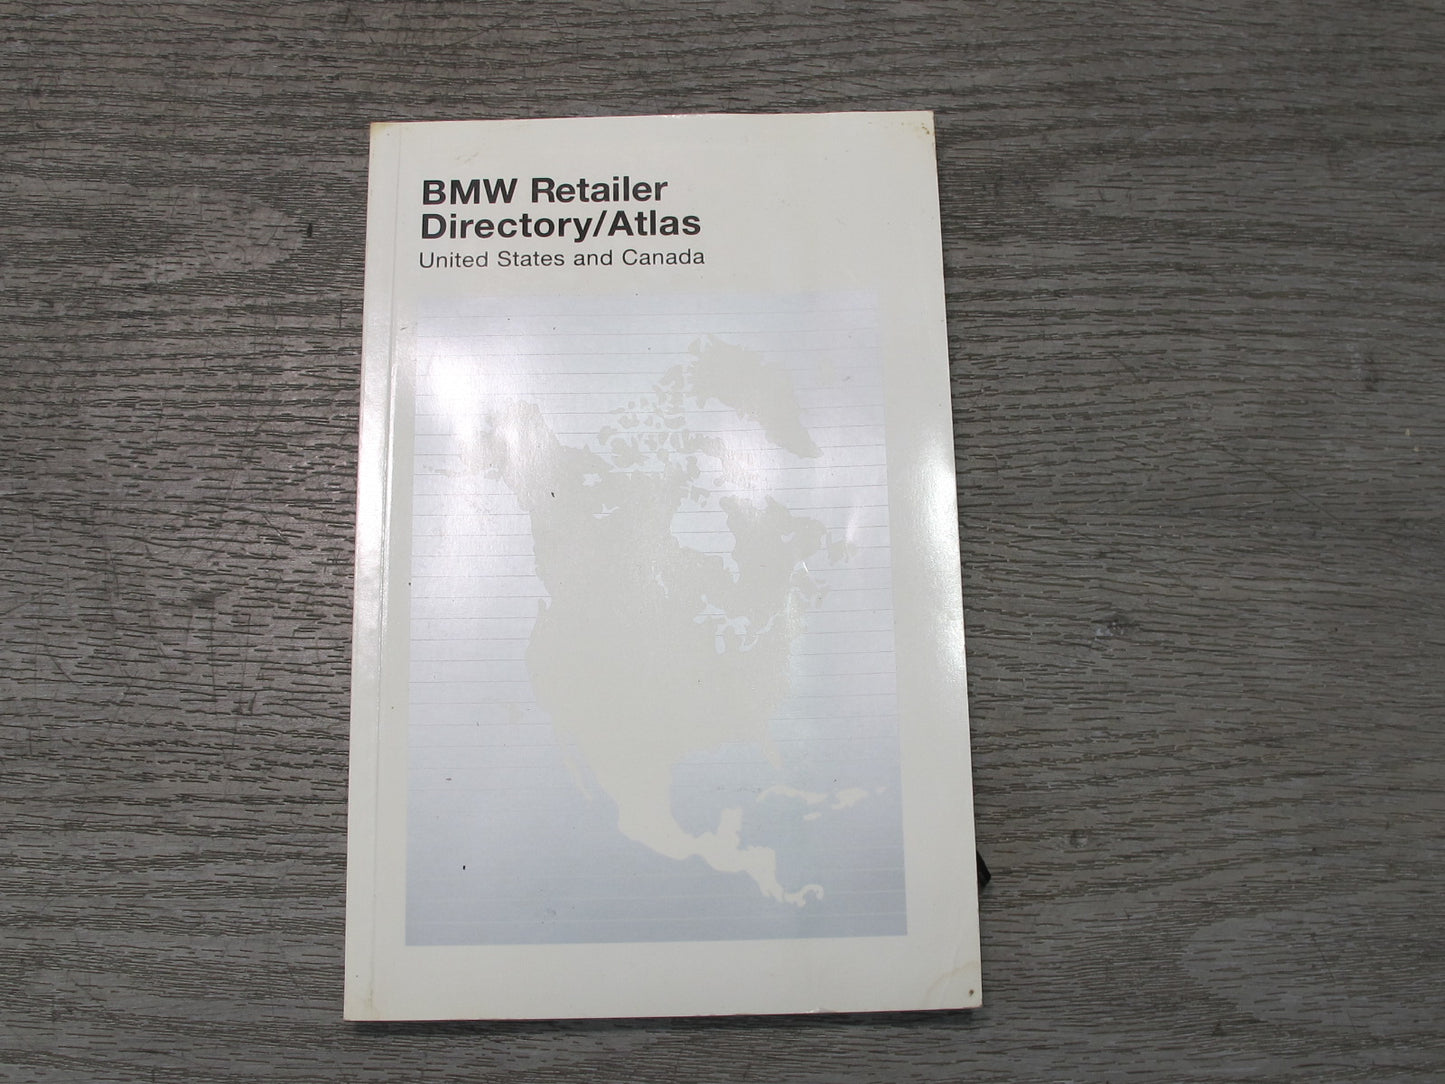 BMW Retailer
Directory/Atlas
United States and Canada